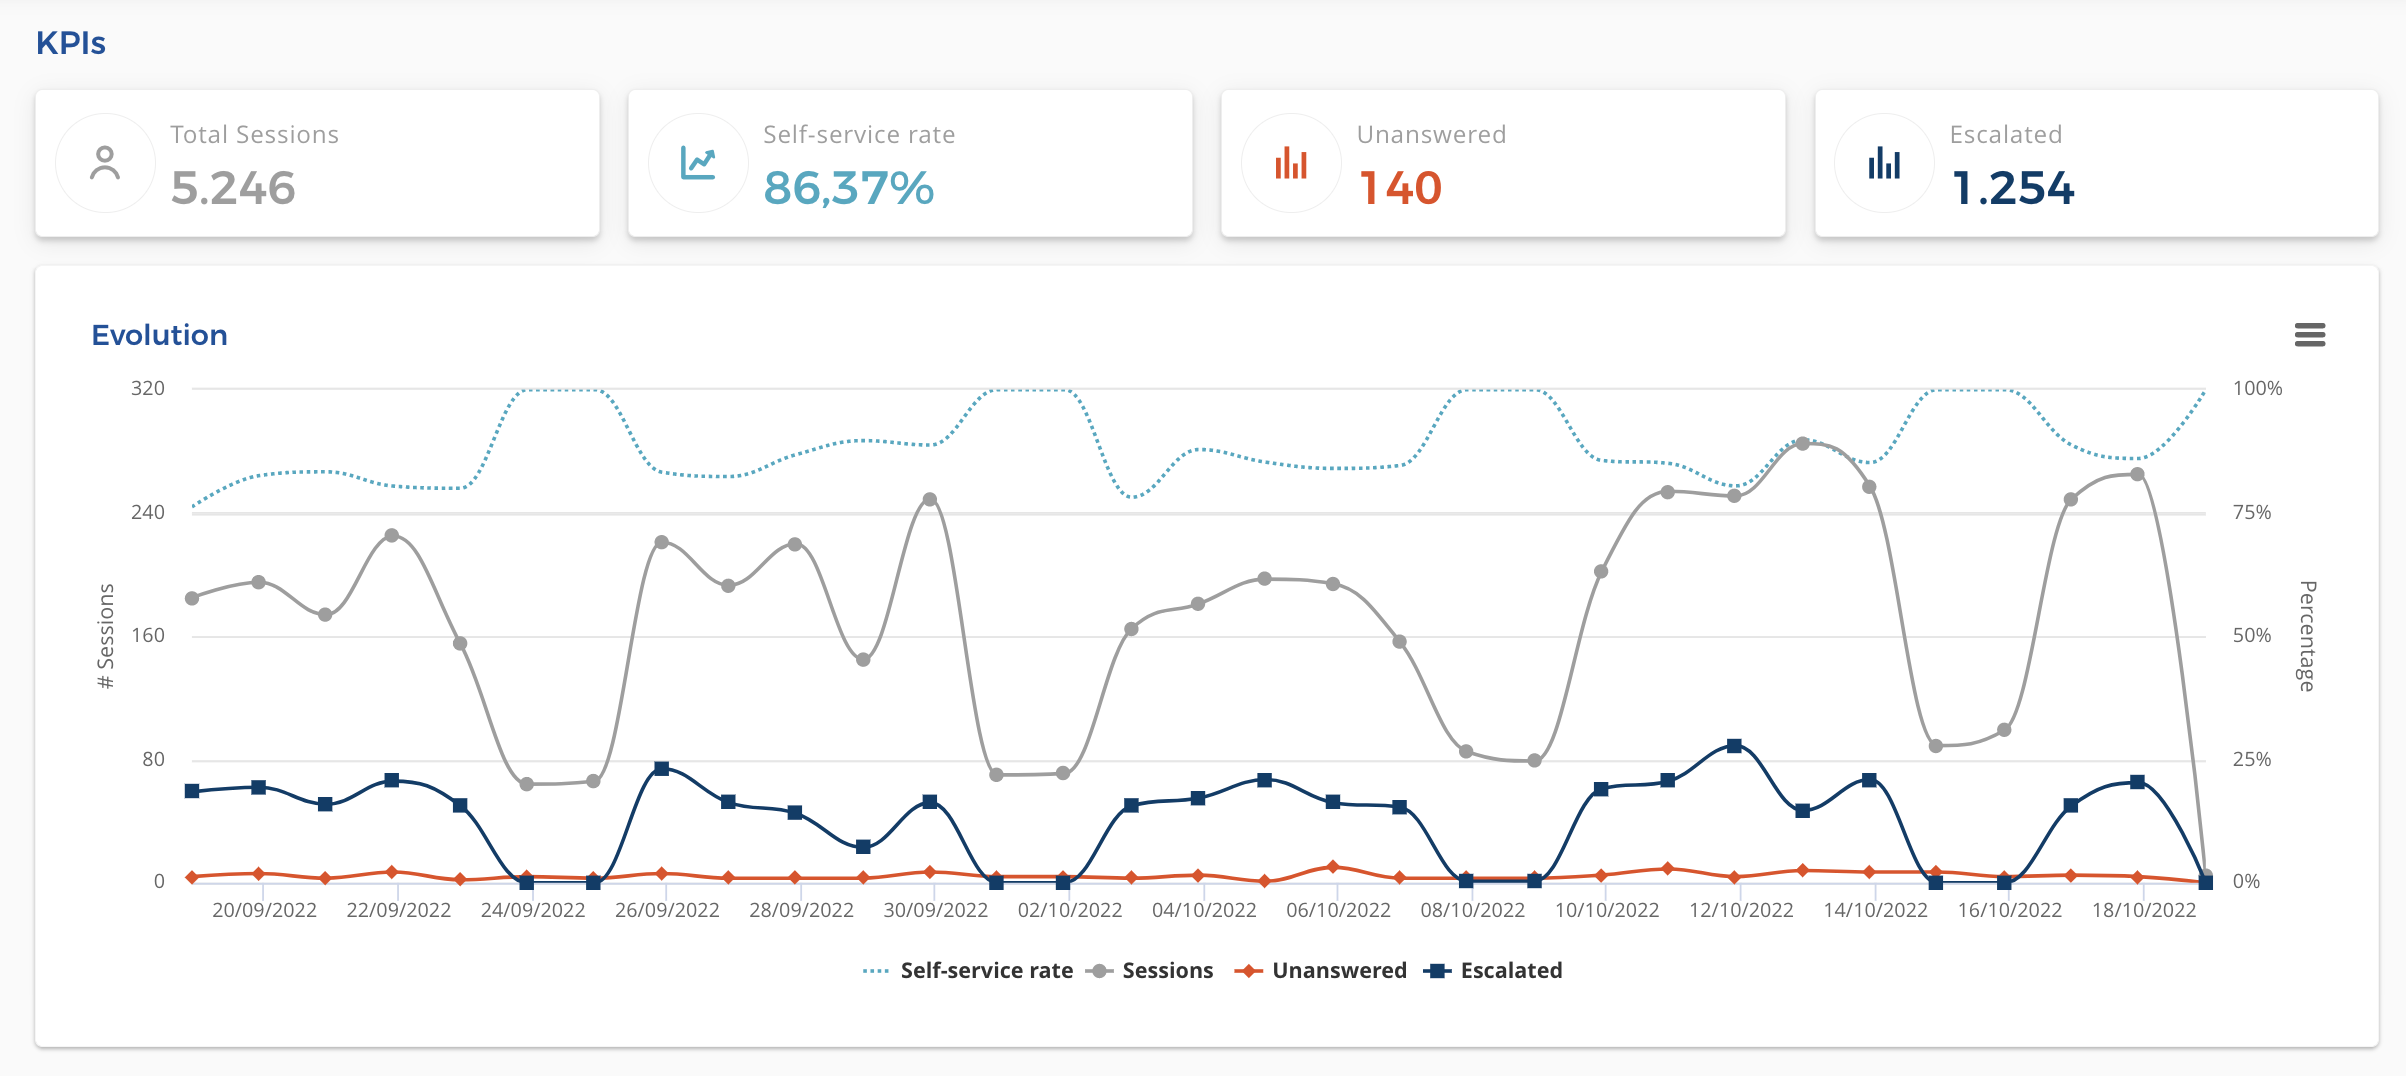 KPIs
Total Sessions
5.246
Self-service rate
86,37%
Unanswered
140
Escalated
1.254
Evolution
320
240
160
80
0
# Sessions
100%
75%
50%
25%
0%
Percentage
20/09/2022 22/09/2022 24/09/2022 26/09/2022 28/09/2022 30/09/2022 02/10/2022 04/10/2022 06/10/2022 08/10/2022 10/10/2022 12/10/2022 14/10/2022 16/10/2022 18/10/2022
Self-service rate Sessions Unanswered Escalated